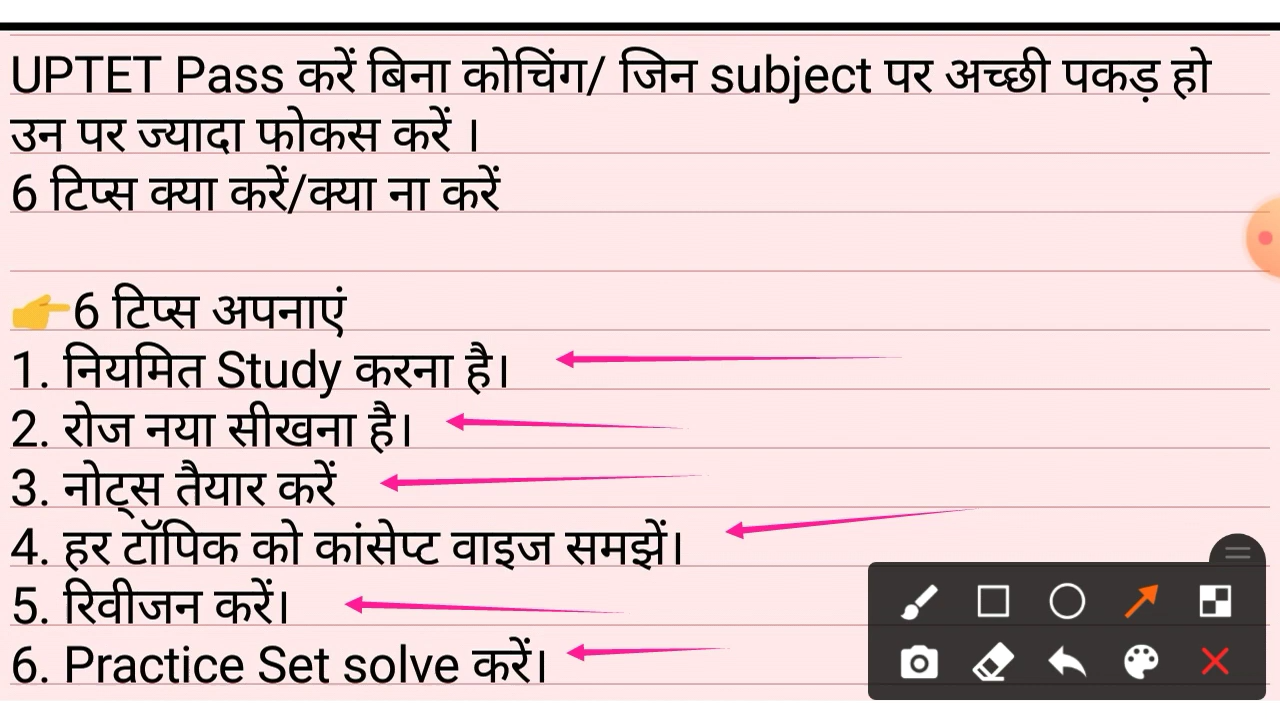 UPTET Pass करें बिना कोचिंग/ जिन subject पर अच्छी पकड़ हो
उन पर ज्यादा फोकस करें ।
6 टिप्स क्या करें/क्या ना करें
👉6 टिप्स अपनाएं
1. नियमित Study करना है।
2. रोज नया सीखना है।
3. नोट्स तैयार करें
4. हर टॉपिक को कांसेप्ट वाइज समझें।
5. रिवीजन करें।
6. Practice Set solve करें।